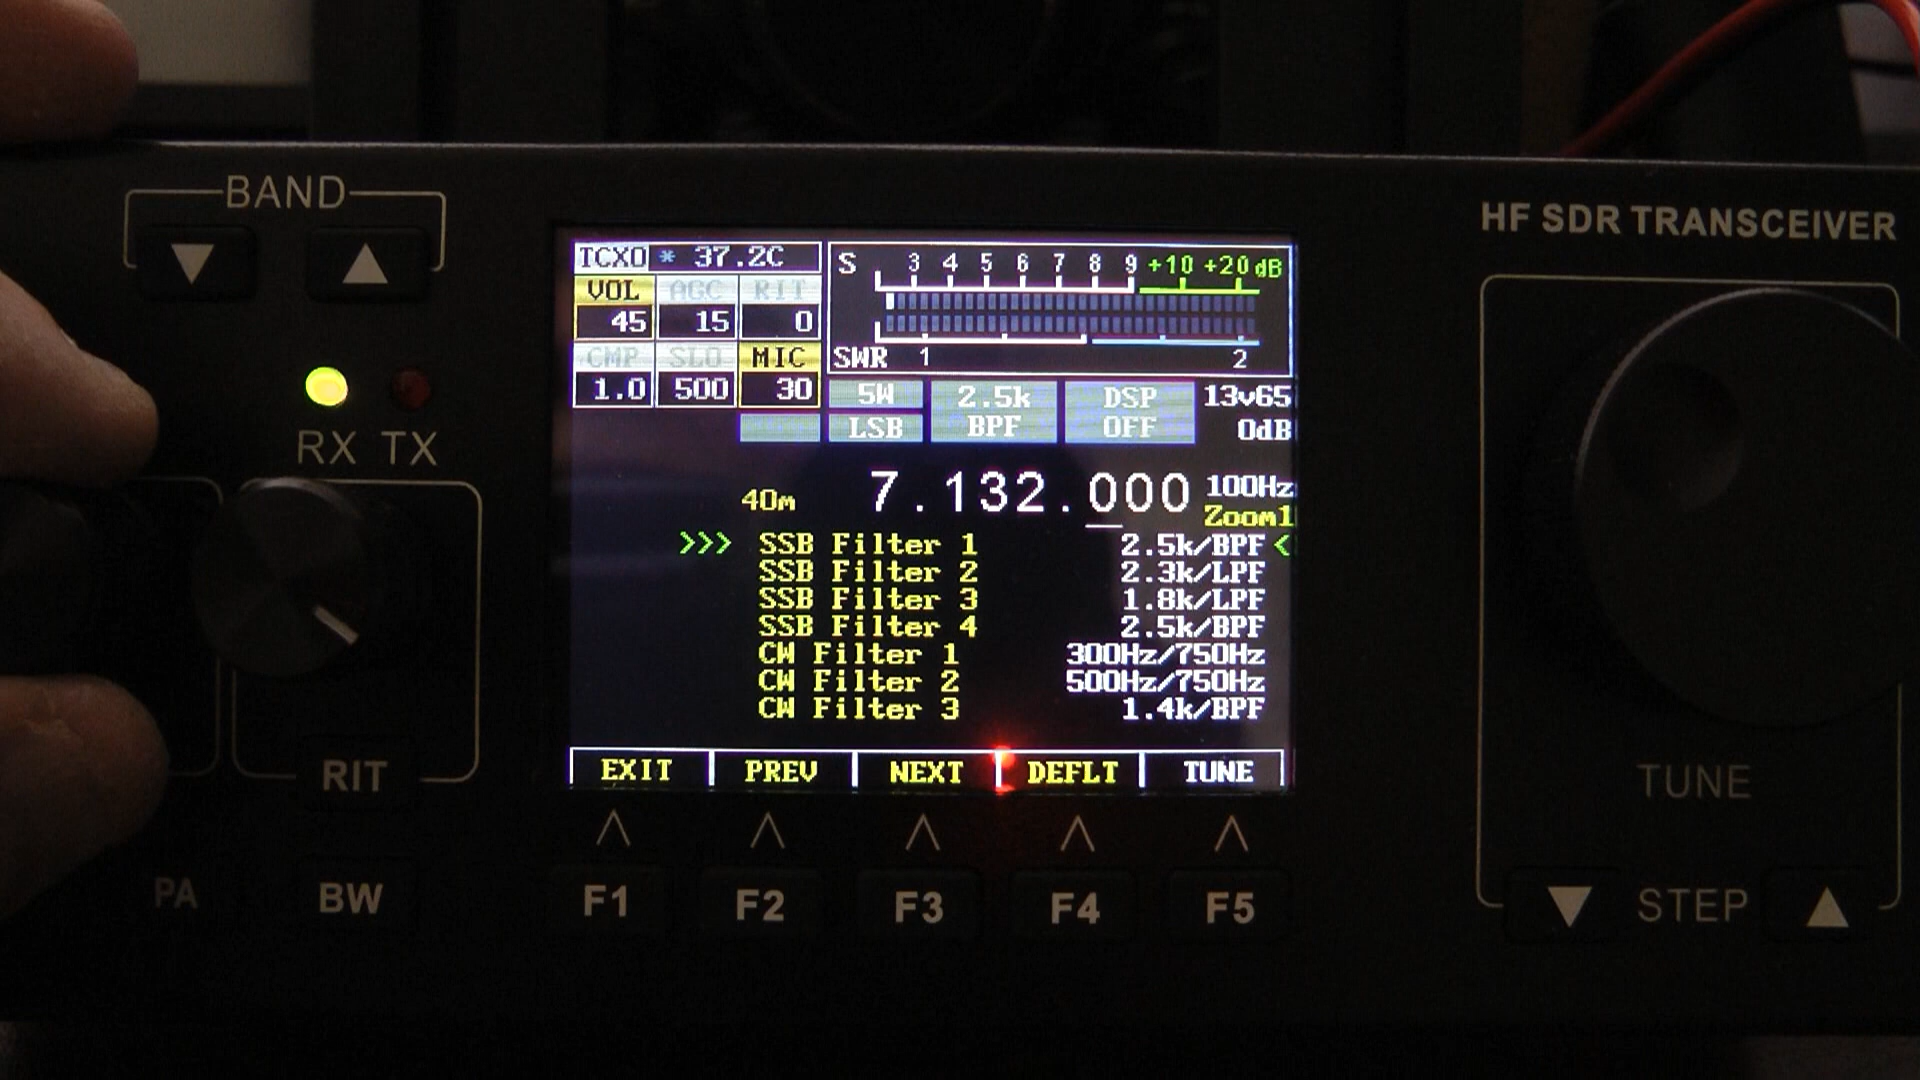 BAND
HF SDR TRANSCEIVER
TCXO * 37.2C
VOL AGC RIT
45 15 0
CMP SLO MIC
1.0 500 30
S 3 4 5 6 7 8 9 +10 +20 dB
SWR 1 2
5W 2.5k DSP 13v65
LSB BPF OFF 0dB
RX TX
40m 7.132.000 100Hz
Zoom1
>>> SSB Filter 1 2.5k/BPF <
SSB Filter 2 2.3k/LPF
SSB Filter 3 1.8k/LPF
SSB Filter 4 2.5k/BPF
CW Filter 1 300Hz/750Hz
CW Filter 2 500Hz/750Hz
CW Filter 3 1.4k/BPF
EXIT PREV NEXT DEFLT TUNE
RIT
TUNE
PA BW F1 F2 F3 F4 F5 STEP